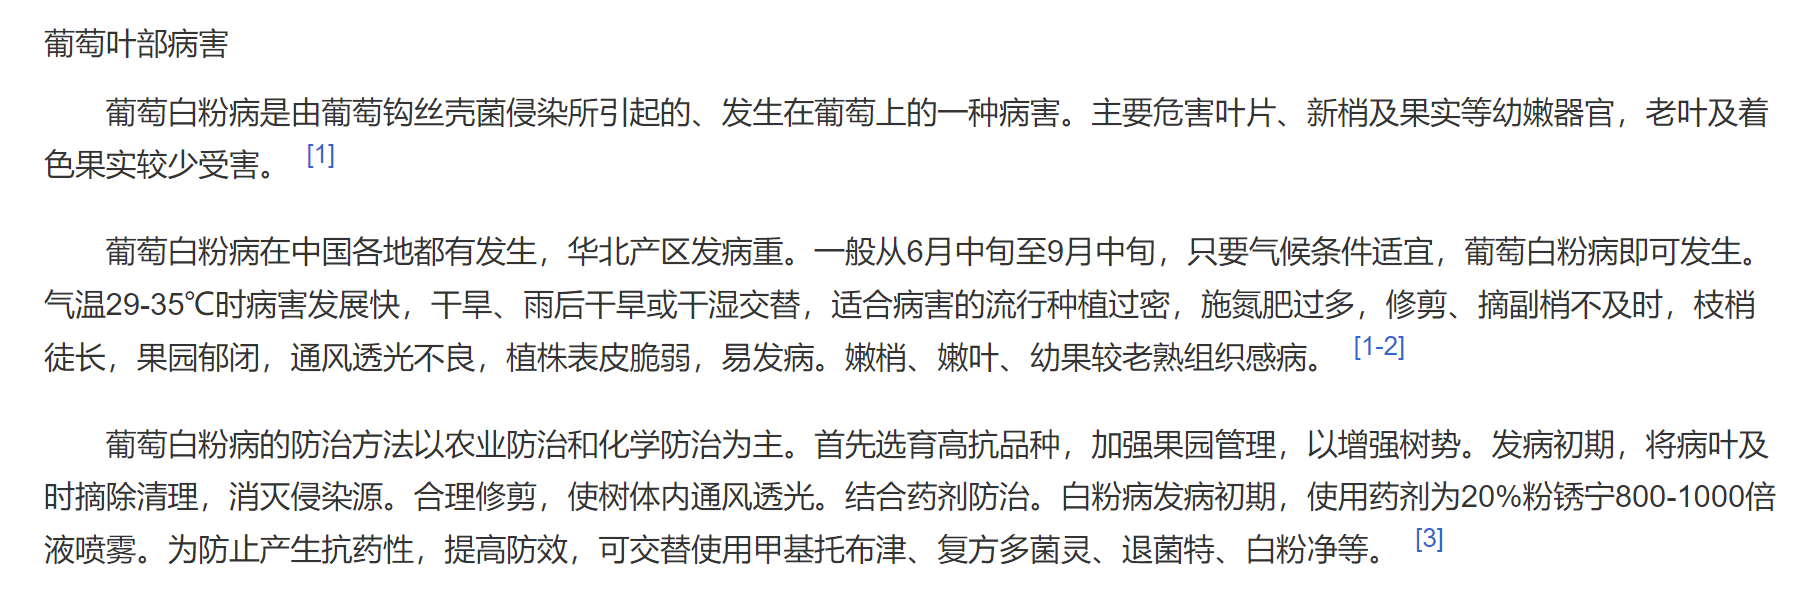 葡萄叶部病害
葡萄白粉病是由葡萄钩丝壳菌侵染所引起的、发生在葡萄上的一种病害。主要危害叶片、新梢及果实等幼嫩器官，老叶及着
色果实较少受害。 [1]
葡萄白粉病在中国各地都有发生，华北产区发病重。一般从6月中旬至9月中旬，只要气候条件适宜，葡萄白粉病即可发生。
气温29-35℃时病害发展快，干旱、雨后干旱或干湿交替，适合病害的流行种植过密，施氮肥过多，修剪、摘副梢不及时，枝梢
徒长，果园郁闭，通风透光不良，植株表皮脆弱，易发病。嫩梢、嫩叶、幼果较老熟组织感病。 [1-2]
葡萄白粉病的防治方法以农业防治和化学防治为主。首先选育高抗品种，加强果园管理，以增强树势。发病初期，将病叶及
时摘除清理，消灭侵染源。合理修剪，使树体内通风透光。结合药剂防治。白粉病发病初期，使用药剂为20%粉锈宁800-1000倍
液喷雾。为防止产生抗药性，提高防效，可交替使用甲基托布津、复方多菌灵、退菌特、白粉净等。 [3]